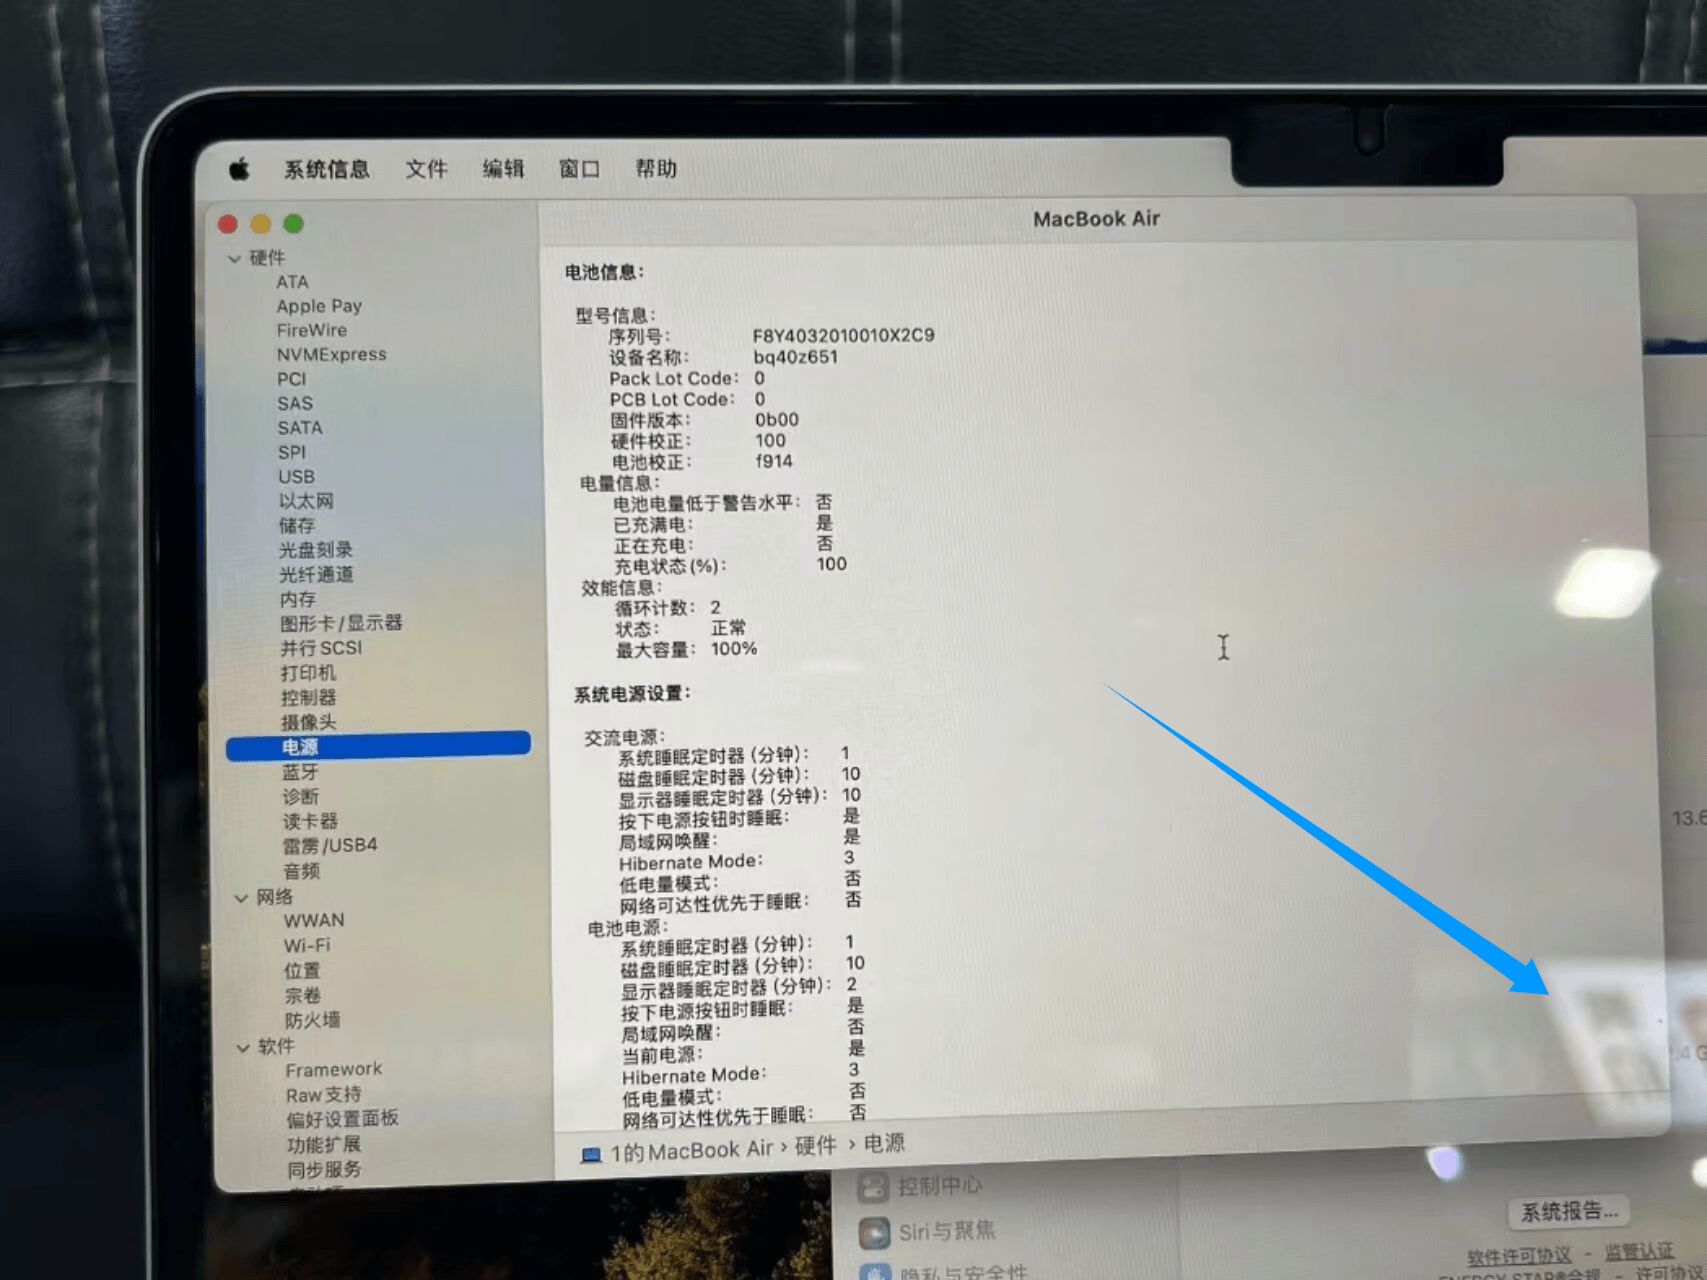 系统信息 文件 编辑 窗口 帮助
MacBook Air
硬件
ATA
Apple Pay
FireWire
NVMExpress
PCI
SAS
SATA
SPI
USB
以太网
储存
光盘刻录
光纤通道
内存
图形卡/显示器
并行SCSI
打印机
控制器
摄像头
电源
蓝牙
诊断
读卡器
雷雳/USB4
音频
网络
WWAN
Wi-Fi
位置
宗卷
防火墙
软件
Framework
Raw支持
偏好设置面板
功能扩展
同步服务
电池信息:
型号信息:
序列号: F8Y4032010010X2C9
设备名称: bq40z651
Pack Lot Code: 0
PCB Lot Code: 0
固件版本: 0b00
硬件校正: 100
电池校正: f914
电量信息:
电池电量低于警告水平: 否
已充满电: 是
正在充电: 否
充电状态(%): 100
效能信息:
循环计数: 2
状态: 正常
最大容量: 100%
系统电源设置:
交流电源:
系统睡眠定时器(分钟): 1
磁盘睡眠定时器(分钟): 10
显示器睡眠定时器(分钟): 10
按下电源按钮时睡眠: 是
局域网唤醒: 是
Hibernate Mode: 3
低电量模式: 否
网络可达性优先于睡眠: 否
电池电源:
系统睡眠定时器(分钟): 1
磁盘睡眠定时器(分钟): 10
显示器睡眠定时器(分钟): 2
按下电源按钮时睡眠: 是
局域网唤醒: 否
当前电源: 是
Hibernate Mode: 3
低电量模式: 否
网络可达性优先于睡眠: 否
1的MacBook Air › 硬件 › 电源
13.6
控制中心
Siri与聚焦
隐私与安全性
系统报告...
软件许可协议 - 监管认证